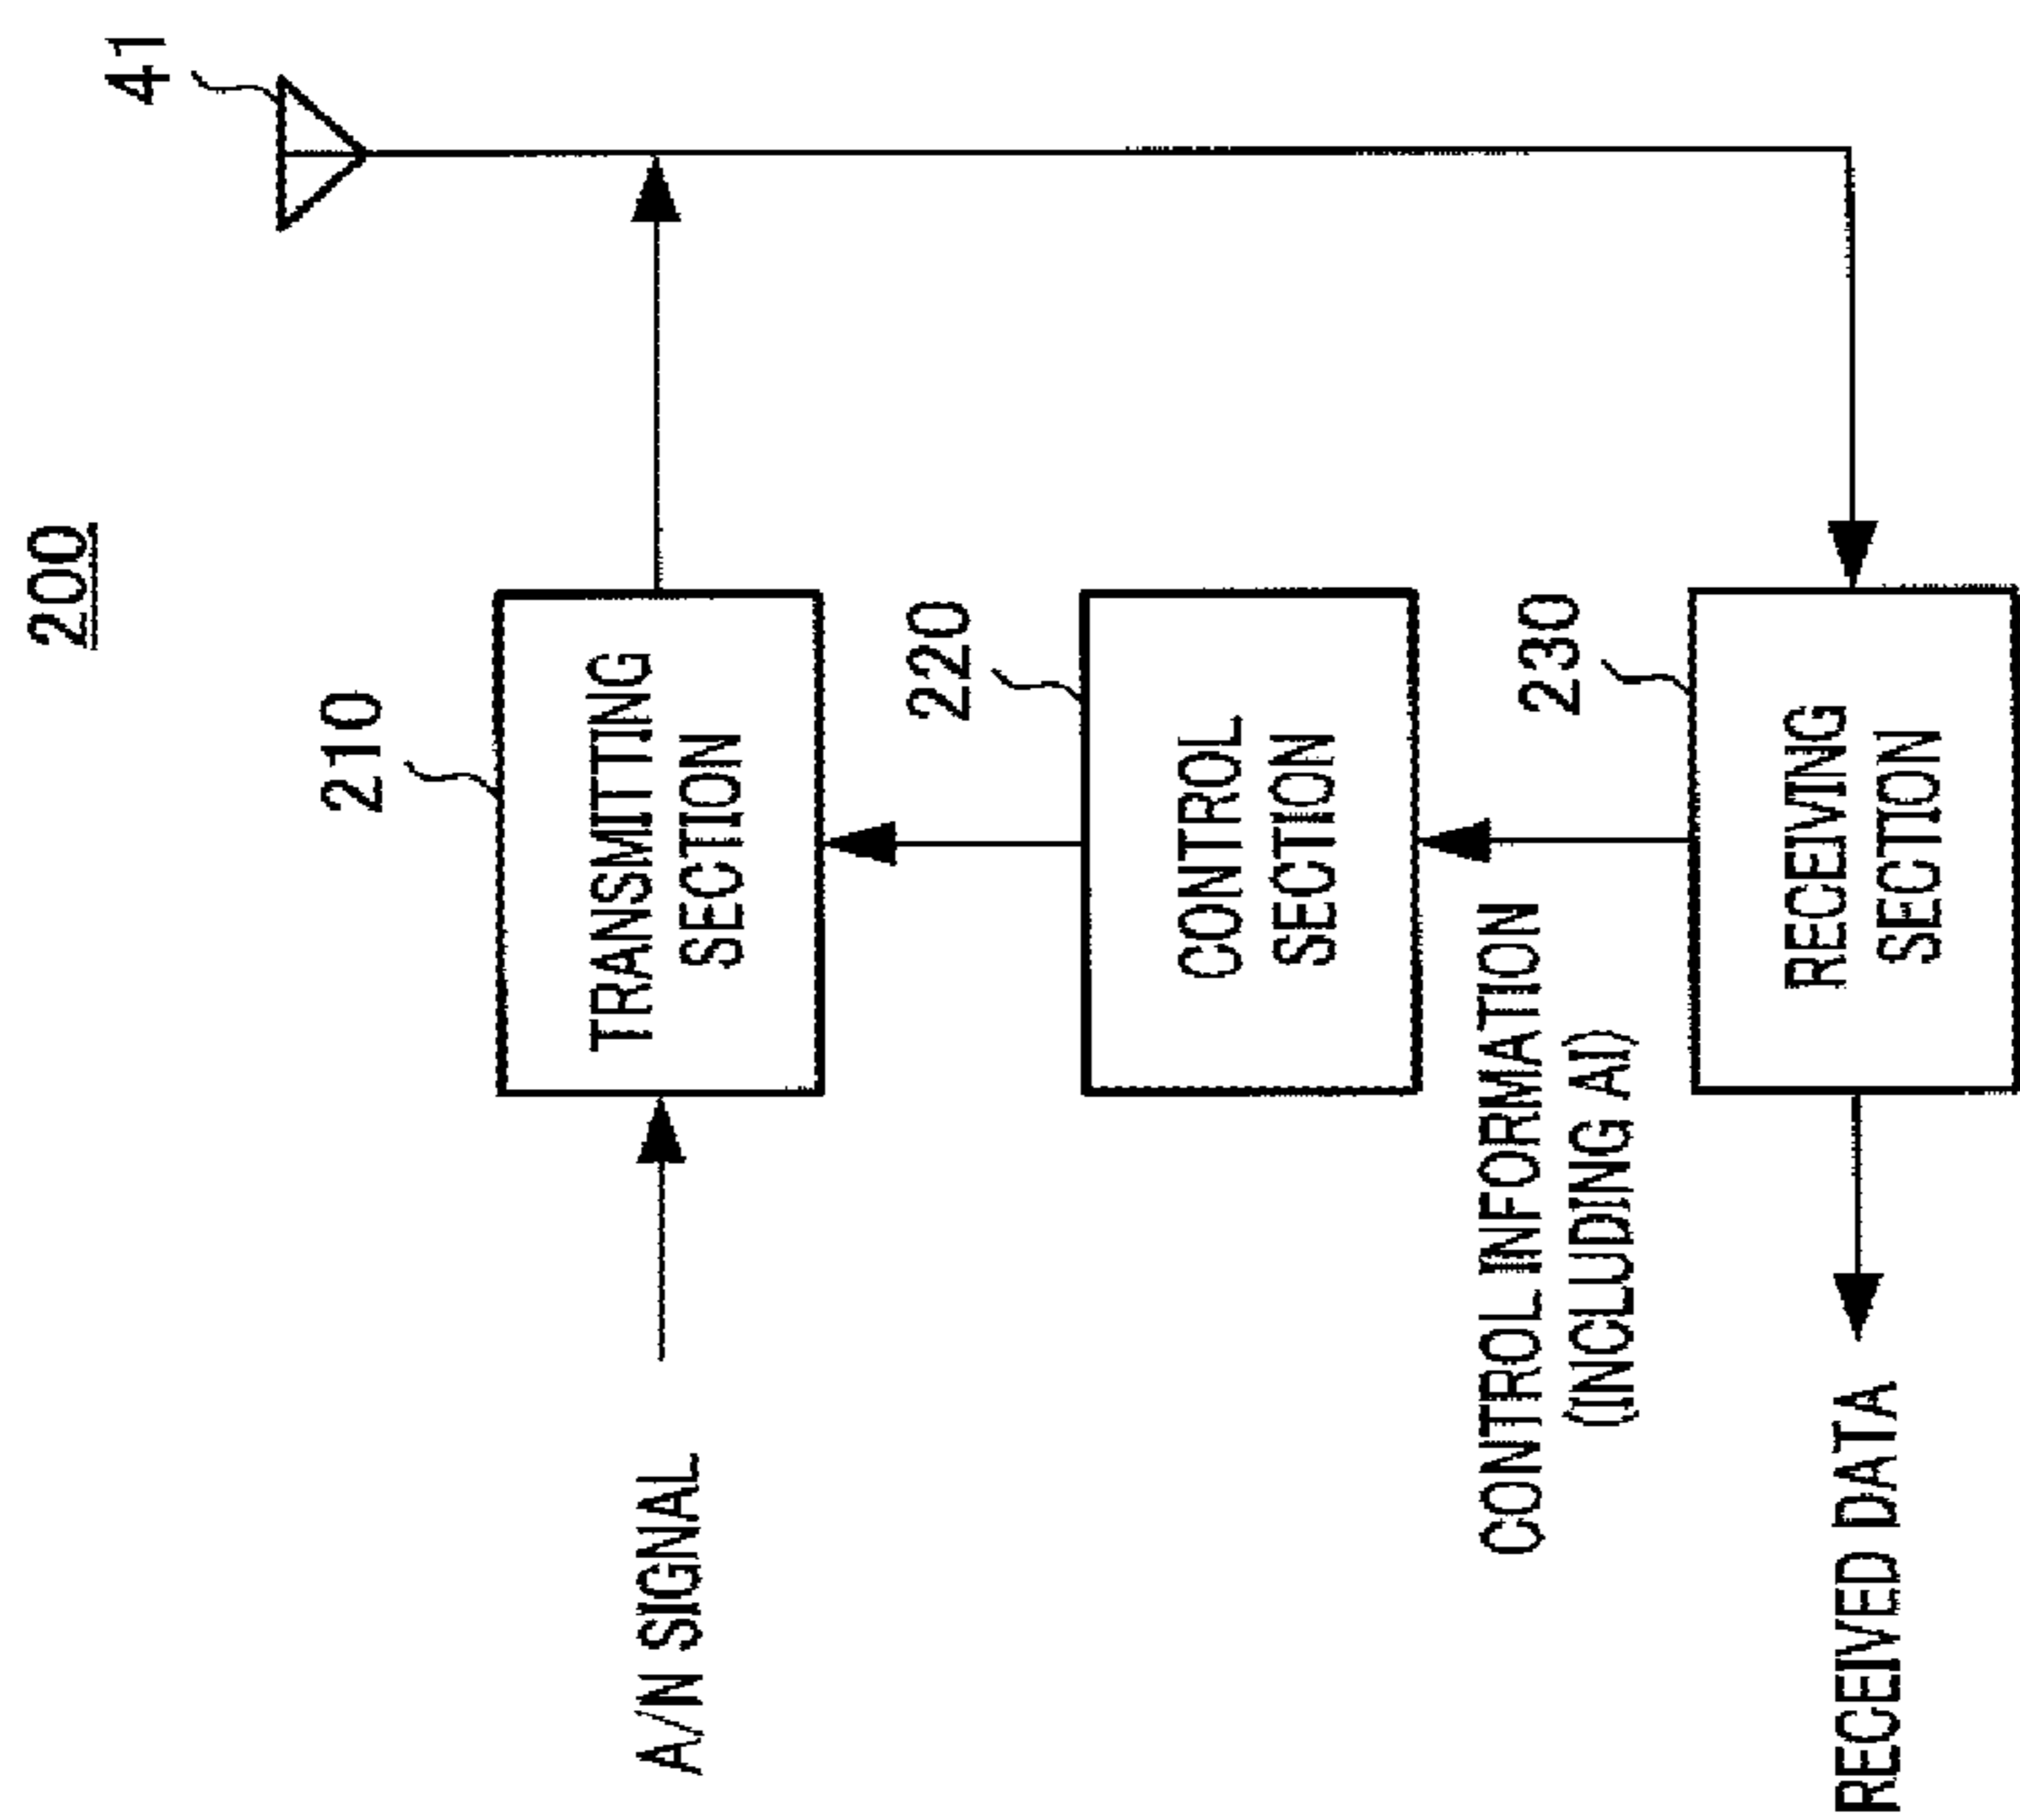 200
41
210
TRANSMITTING
SECTION
A/N SIGNAL
220
CONTROL
SECTION
CONTROL INFORMATION
(INCLUDING AI)
230
RECEIVING
SECTION
RECEIVED DATA